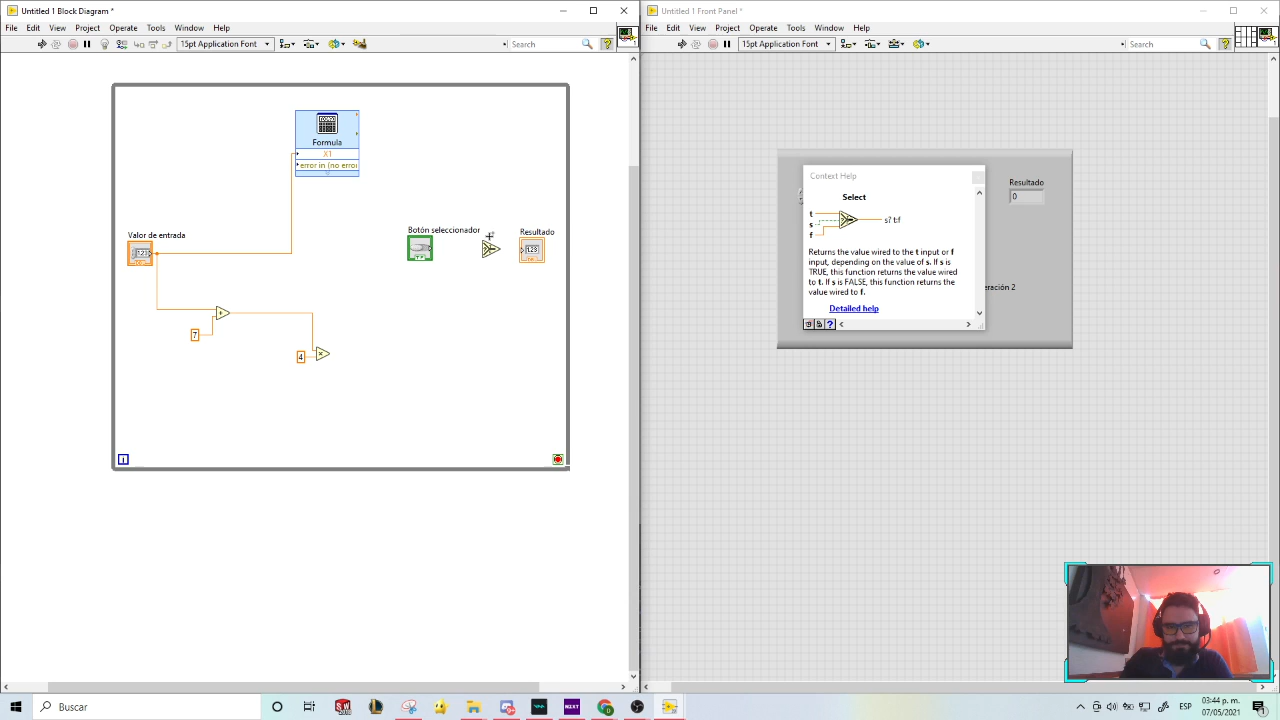 Untitled 1 Block Diagram *
File Edit View Project Operate Tools Window Help
15pt Application Font
Search
Formula
X1
error in (no erro
Valor de entrada
123
Botón seleccionador
Resultado
123
7
4
i
Untitled 1 Front Panel *
File Edit View Project Operate Tools Window Help
15pt Application Font
Search
Context Help
Select
t
s
f
s? t:f
Returns the value wired to the t input or f
input, depending on the value of s. If s is
TRUE, this function returns the value wired
to t. If s is FALSE, this function returns the
value wired to f.
Detailed help
Resultado
0
eración 2
Buscar
NEXT
ESP
03:44 p. m.
07/05/2021